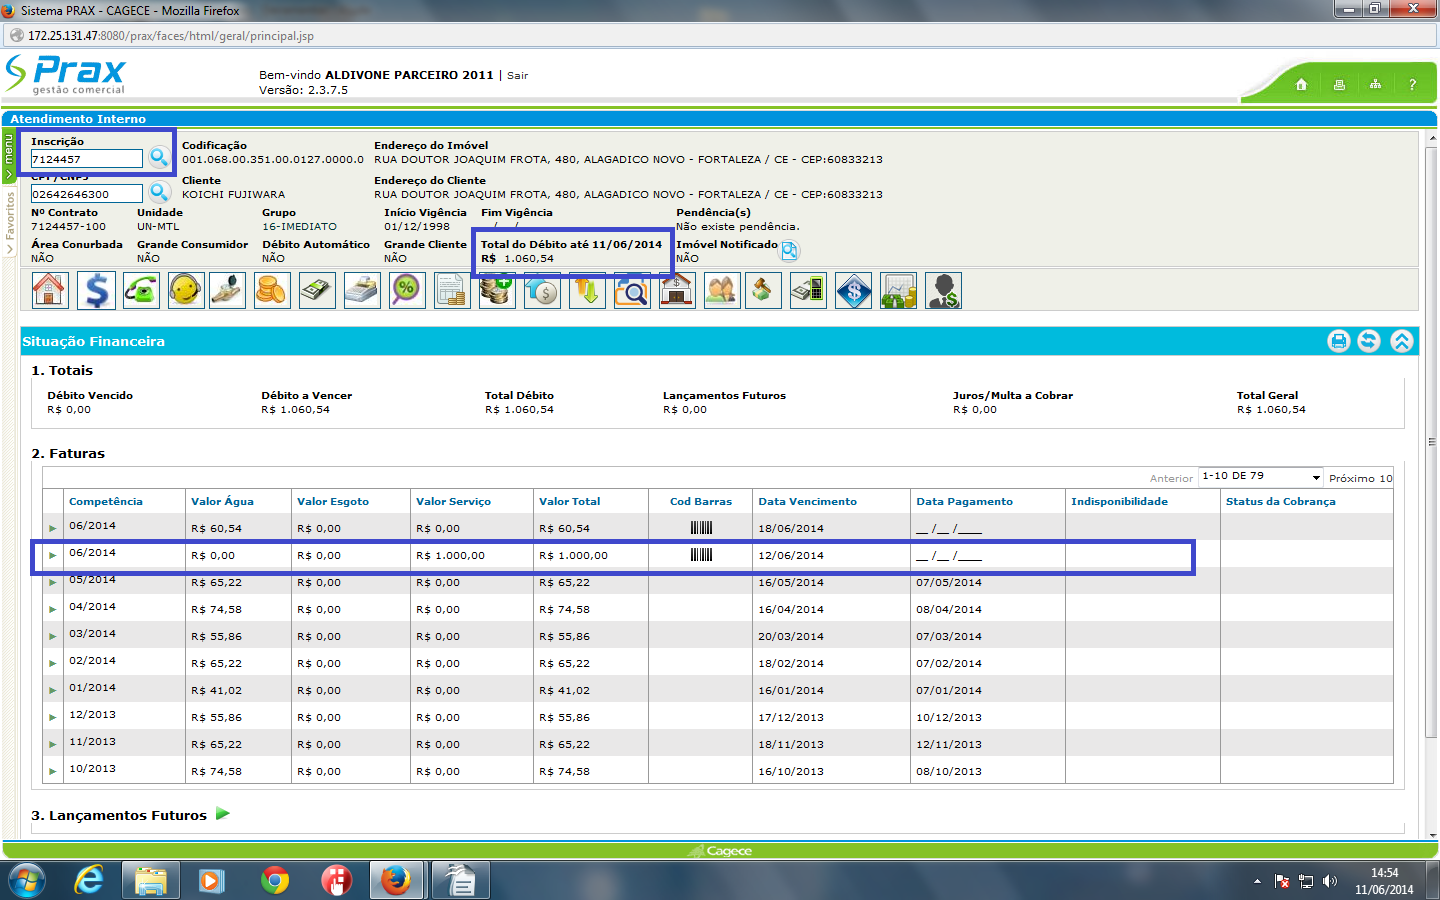 Sistema PRAX - CAGECE - Mozilla Firefox
172.25.131.47:8080/prax/faces/html/geral/principal.jsp
Prax
gestão comercial
Bem-vindo ALDIVONE PARCEIRO 2011 | Sair
Versão: 2.3.7.5
?
Atendimento Interno
menu
Favoritos
Inscrição
7124457
Codificação
001.068.00.351.00.0127.0000.0
Endereço do Imóvel
RUA DOUTOR JOAQUIM FROTA, 480, ALAGADICO NOVO - FORTALEZA / CE - CEP:60833213
CPF/CNPJ
02642646300
Cliente
KOICHI FUJIWARA
Endereço do Cliente
RUA DOUTOR JOAQUIM FROTA, 480, ALAGADICO NOVO - FORTALEZA / CE - CEP:60833213
Nº Contrato Unidade Grupo Início Vigência Fim Vigência Pendência(s)
7124457-100 UN-MTL 16-IMEDIATO 01/12/1998 __/__/__ Não existe pendência.
Área Conurbada Grande Consumidor Débito Automático Grande Cliente Total do Débito até 11/06/2014 Imóvel Notificado
NÃO NÃO NÃO NÃO R$ 1.060,54 NÃO
Situação Financeira
1. Totais
Débito Vencido Débito a Vencer Total Débito Lançamentos Futuros Juros/Multa a Cobrar Total Geral
R$ 0,00 R$ 1.060,54 R$ 1.060,54 R$ 0,00 R$ 0,00 R$ 1.060,54
2. Faturas
Anterior 1-10 DE 79 Próximo 10
Competência Valor Água Valor Esgoto Valor Serviço Valor Total Cod Barras Data Vencimento Data Pagamento Indisponibilidade Status da Cobrança
06/2014 R$ 60,54 R$ 0,00 R$ 0,00 R$ 60,54 18/06/2014 __ /__ /____
06/2014 R$ 0,00 R$ 0,00 R$ 1.000,00 R$ 1.000,00 12/06/2014 __ /__ /____
05/2014 R$ 65,22 R$ 0,00 R$ 0,00 R$ 65,22 16/05/2014 07/05/2014
04/2014 R$ 74,58 R$ 0,00 R$ 0,00 R$ 74,58 16/04/2014 08/04/2014
03/2014 R$ 55,86 R$ 0,00 R$ 0,00 R$ 55,86 20/03/2014 07/03/2014
02/2014 R$ 65,22 R$ 0,00 R$ 0,00 R$ 65,22 18/02/2014 07/02/2014
01/2014 R$ 41,02 R$ 0,00 R$ 0,00 R$ 41,02 16/01/2014 07/01/2014
12/2013 R$ 55,86 R$ 0,00 R$ 0,00 R$ 55,86 17/12/2013 10/12/2013
11/2013 R$ 65,22 R$ 0,00 R$ 0,00 R$ 65,22 18/11/2013 12/11/2013
10/2013 R$ 74,58 R$ 0,00 R$ 0,00 R$ 74,58 16/10/2013 08/10/2013
3. Lançamentos Futuros
Cagece
14:54
11/06/2014